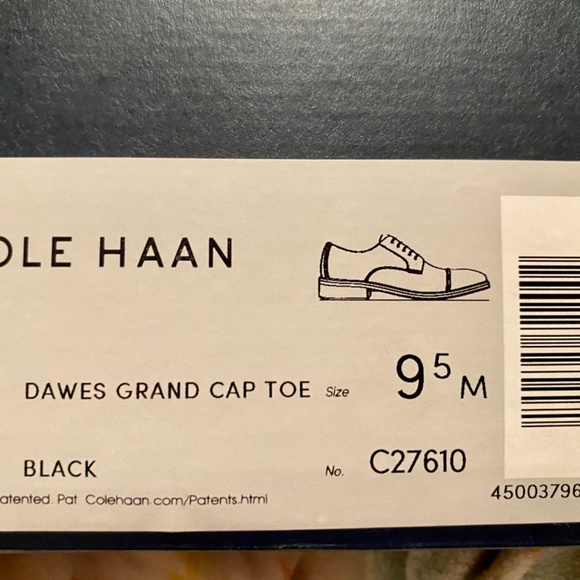 OLE HAAN
DAWES GRAND CAP TOE Size 9⁵ M
BLACK No. C27610
atented. Pat Colehaan.com/Patents.html
45003796